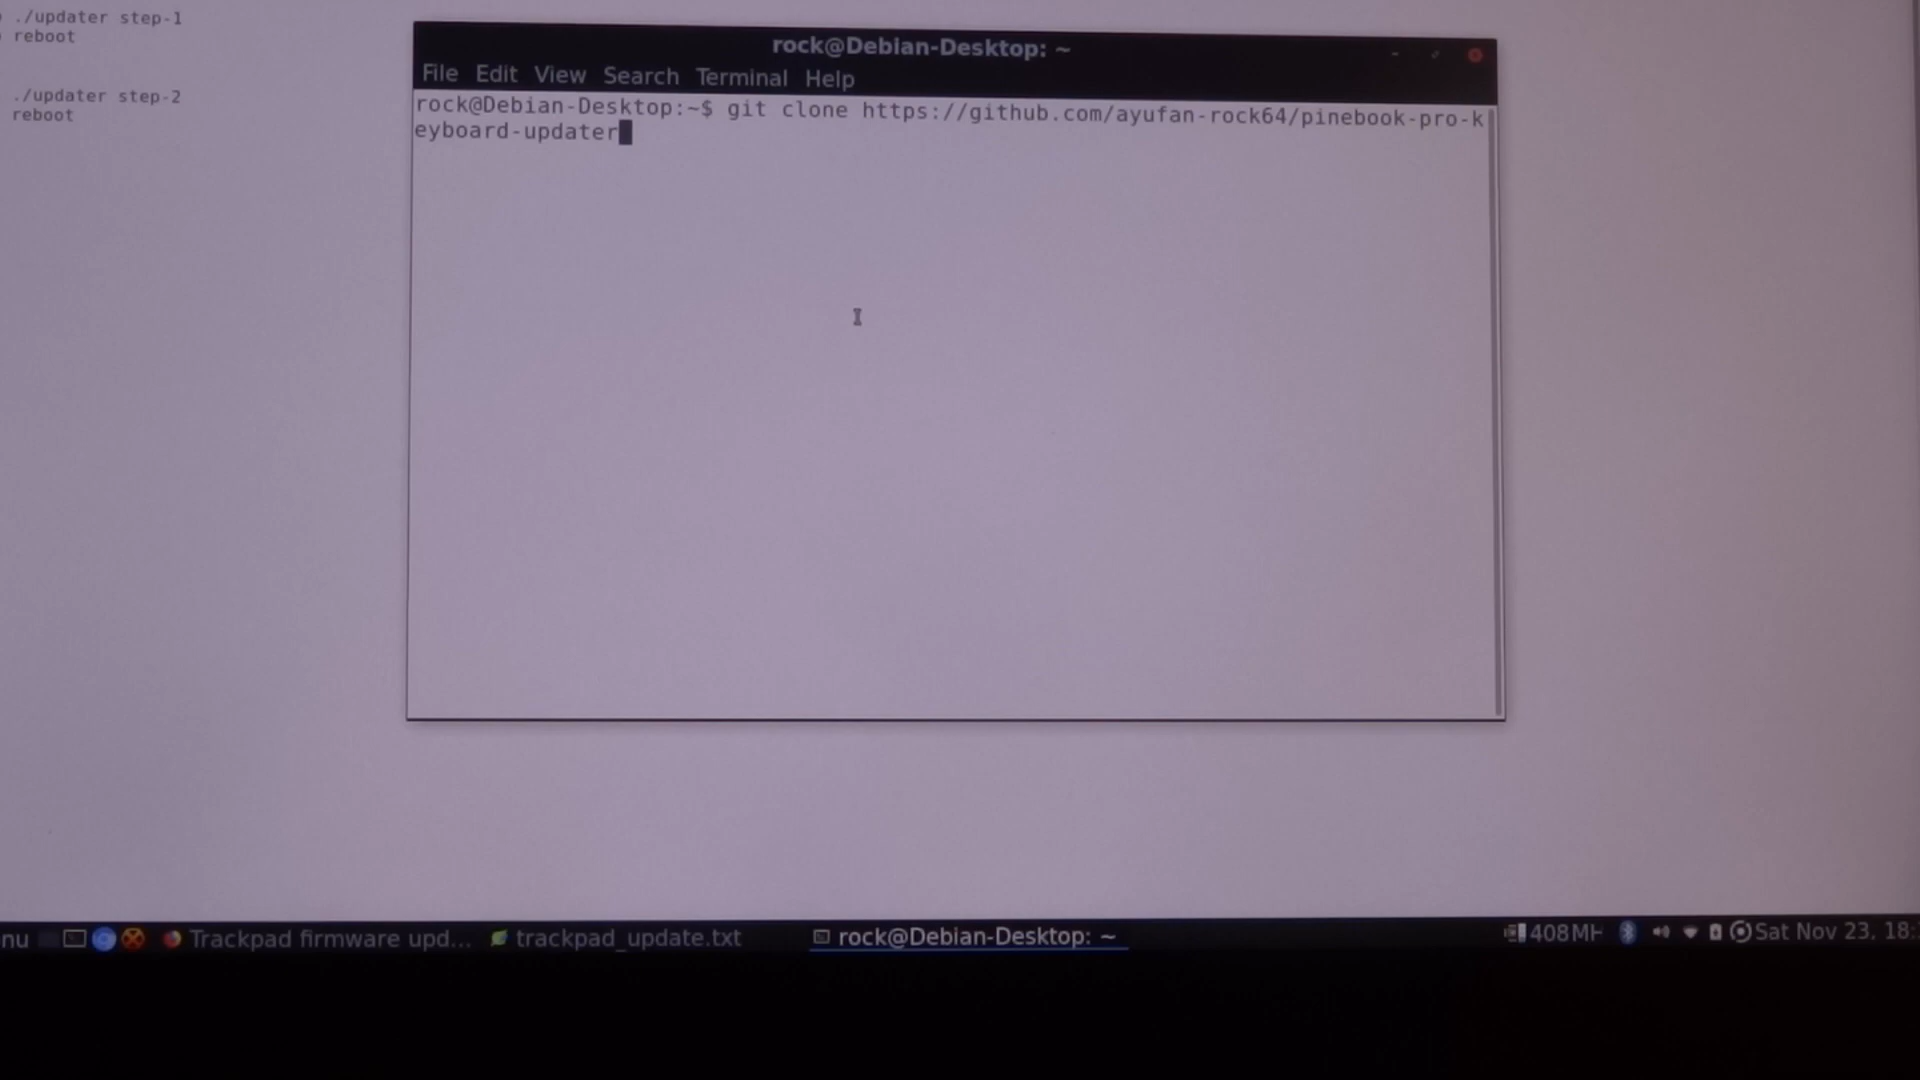 ./updater step-1
reboot
./updater step-2
reboot
rock@Debian-Desktop: ~
File Edit View Search Terminal Help
rock@Debian-Desktop:~$ git clone https://github.com/ayufan-rock64/pinebook-pro-k
eyboard-updater
nu Trackpad firmware upd... trackpad_update.txt rock@Debian-Desktop: ~ 408MH Sat Nov 23, 18: